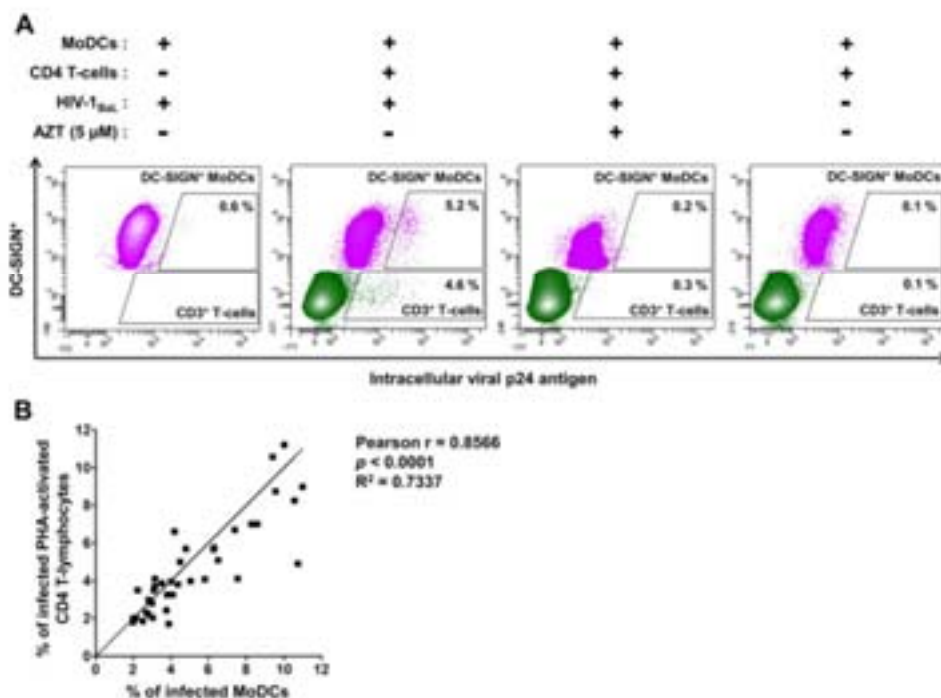 A
MoDCs : + + + +
CD4 T-cells : - + + +
HIV-1BaL : + + + -
AZT (5 µM) : - - + -
DC-SIGN⁺ MoDCs DC-SIGN⁺ MoDCs DC-SIGN⁺ MoDCs DC-SIGN⁺ MoDCs
0.6 % 5.2 % 0.2 % 0.1 %
4.6 % 0.3 % 0.1 %
CD3⁺ T-cells CD3⁺ T-cells CD3⁺ T-cells CD3⁺ T-cells
DC-SIGN⁺
Intracellular viral p24 antigen
B
% of infected PHA-activated
CD4 T-lymphocytes
12
10
8
6
4
2
0
0 2 4 6 8 10 12
% of infected MoDCs
Pearson r = 0.8566
p < 0.0001
R² = 0.7337